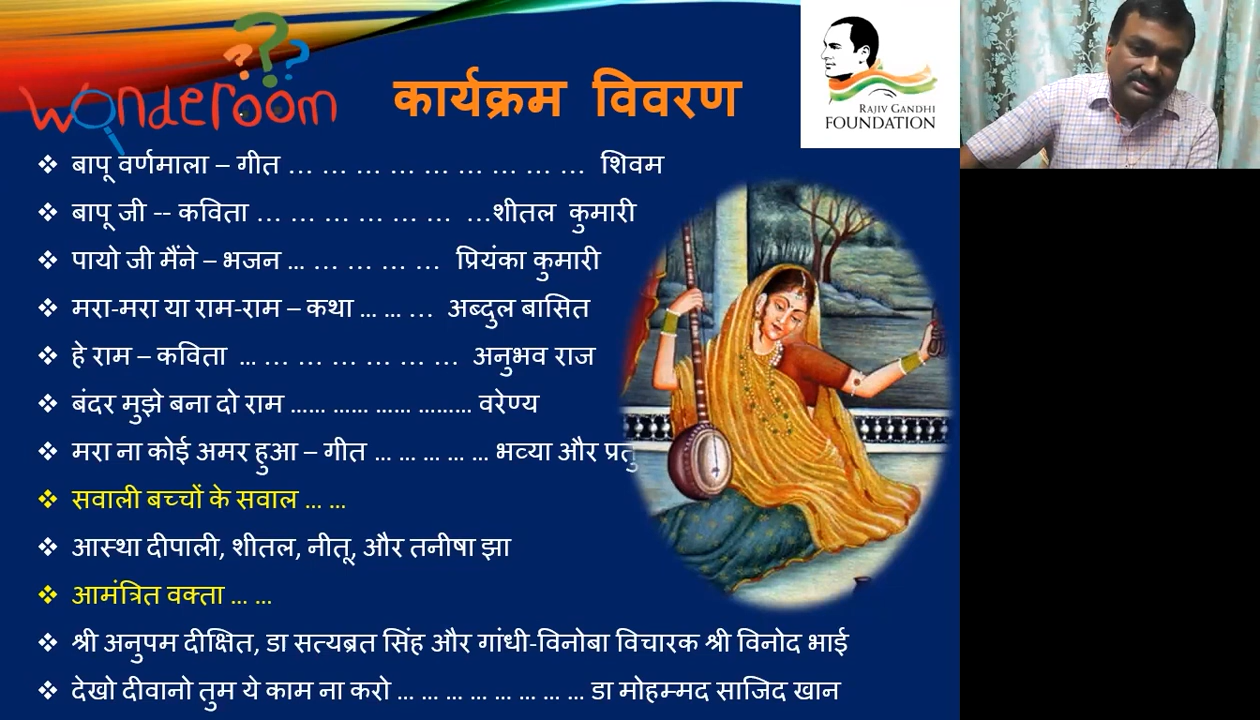 ???
wonderoom
कार्यक्रम विवरण
RAJIV GANDHI
FOUNDATION
❖ बापू वर्णमाला – गीत … … … … … … … … … शिवम
❖ बापू जी -- कविता … … … … … … …शीतल कुमारी
❖ पायो जी मैंने – भजन ... … … … … प्रियंका कुमारी
❖ मरा-मरा या राम-राम – कथा ... ... … अब्दुल बासित
❖ हे राम – कविता ... … … … … … … अनुभव राज
❖ बंदर मुझे बना दो राम ...... ...... ...... ......... वरेण्य
❖ मरा ना कोई अमर हुआ – गीत ... ... ... ... ... भव्या और
❖ सवाली बच्चों के सवाल ... ...
❖ आस्था दीपाली, शीतल, नीतू, और तनीषा झा
❖ आमंत्रित वक्ता ... ...
❖ श्री अनुपम दीक्षित, डा सत्यब्रत सिंह और गांधी-विनोबा विचारक श्री विनोद भाई
❖ देखो दीवानो तुम ये काम ना करो ... ... ... ... ... ... ... डा मोहम्मद साजिद खान